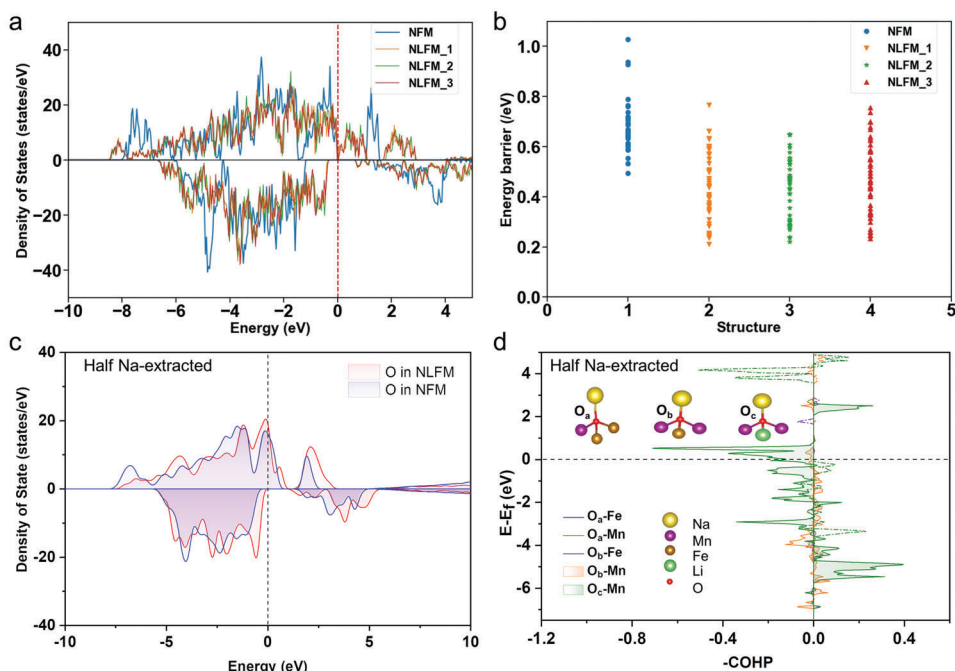 a
NFM
NLFM_1
NLFM_2
NLFM_3
Density of States (states/eV)
40
20
0
−20
−40
−10
−8
−6
−4
−2
0
2
4
Energy (eV)
b
NFM
NLFM_1
NLFM_2
NLFM_3
Energy barrier (/eV)
1.0
0.8
0.6
0.4
0.2
0.0
0
1
2
3
4
5
Structure
c
Half Na-extracted
O in NLFM
O in NFM
Density of State (states/eV)
40
20
0
-20
-40
-10
-5
0
5
10
Energy (eV)
d
Half Na-extracted
Oa
Ob
Oc
E-Ef (eV)
4
2
0
-2
-4
-6
Oa-Fe
Oa-Mn
Ob-Fe
Ob-Mn
Oc-Mn
Na
Mn
Fe
Li
O
-1.2
-0.8
-0.4
0.0
0.4
-COHP